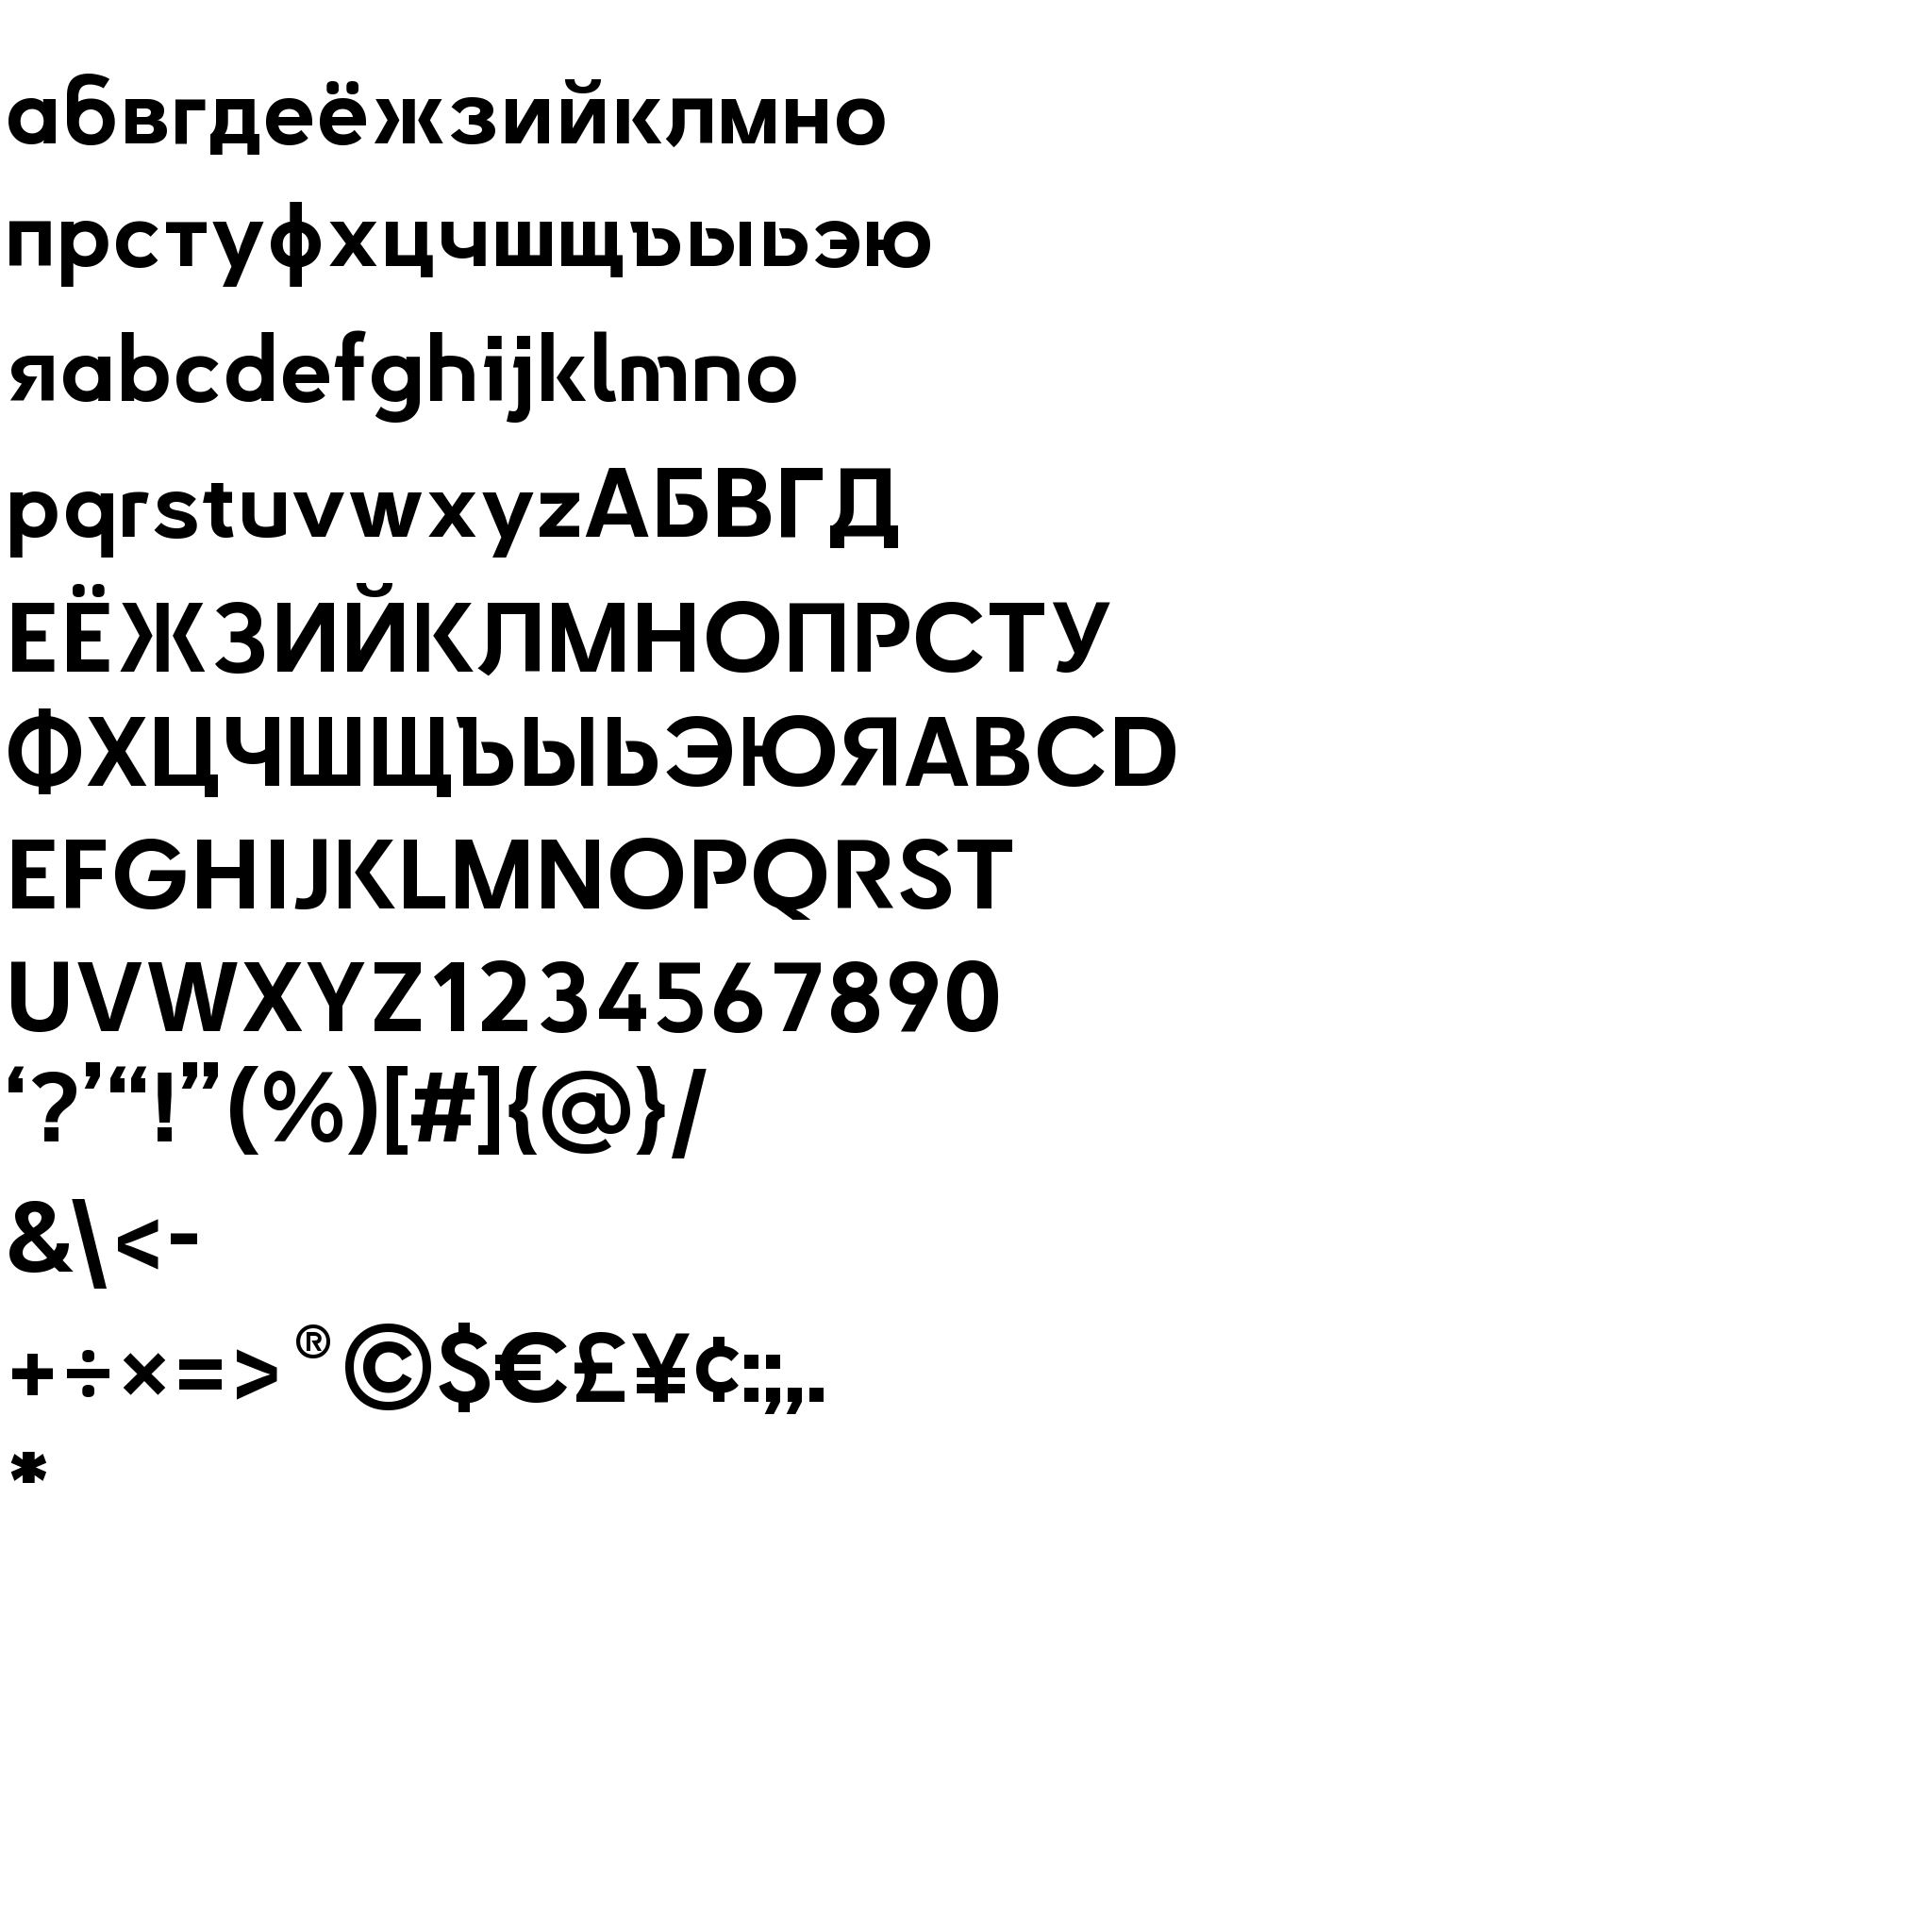 абвгдеёжзийклмно
прстуфхцчшщъыьэю
яabcdefghijklmno
pqrstuvwxyzАБВГД
ЕЁЖЗИЙКЛМНОПРСТУ
ФХЦЧШЩЪЫЬЭЮЯABCD
EFGHIJKLMNOPQRST
UVWXYZ1234567890
‘?’“!”(%)[#]{@}/
&\<-
+÷×=>®©$€£¥¢:;,.
*